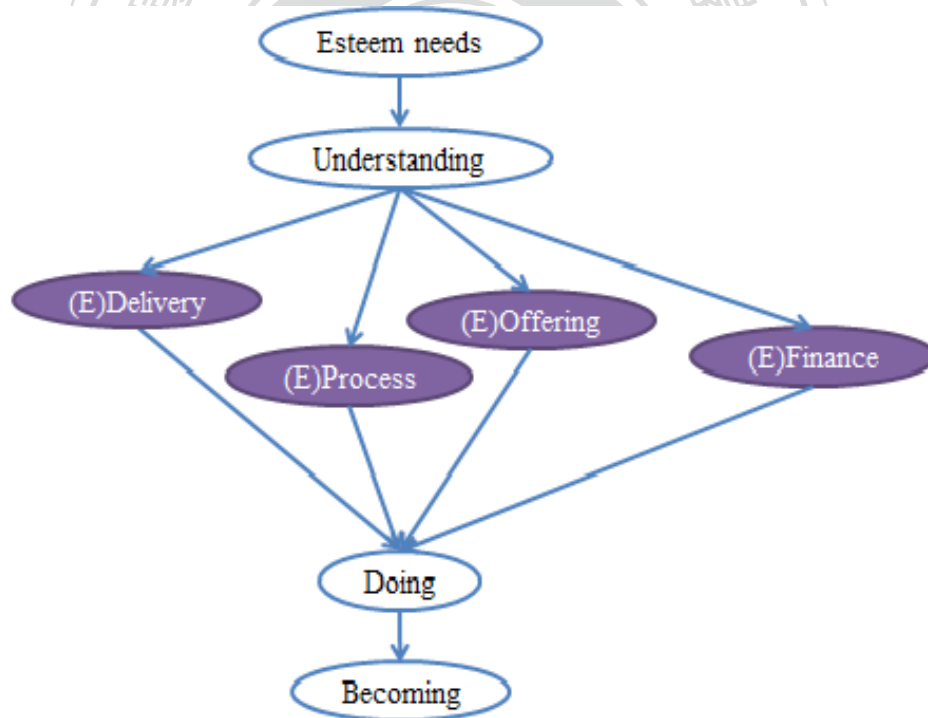 Esteem needs
Understanding
(E)Delivery
(E)Offering
(E)Process
(E)Finance
Doing
Becoming